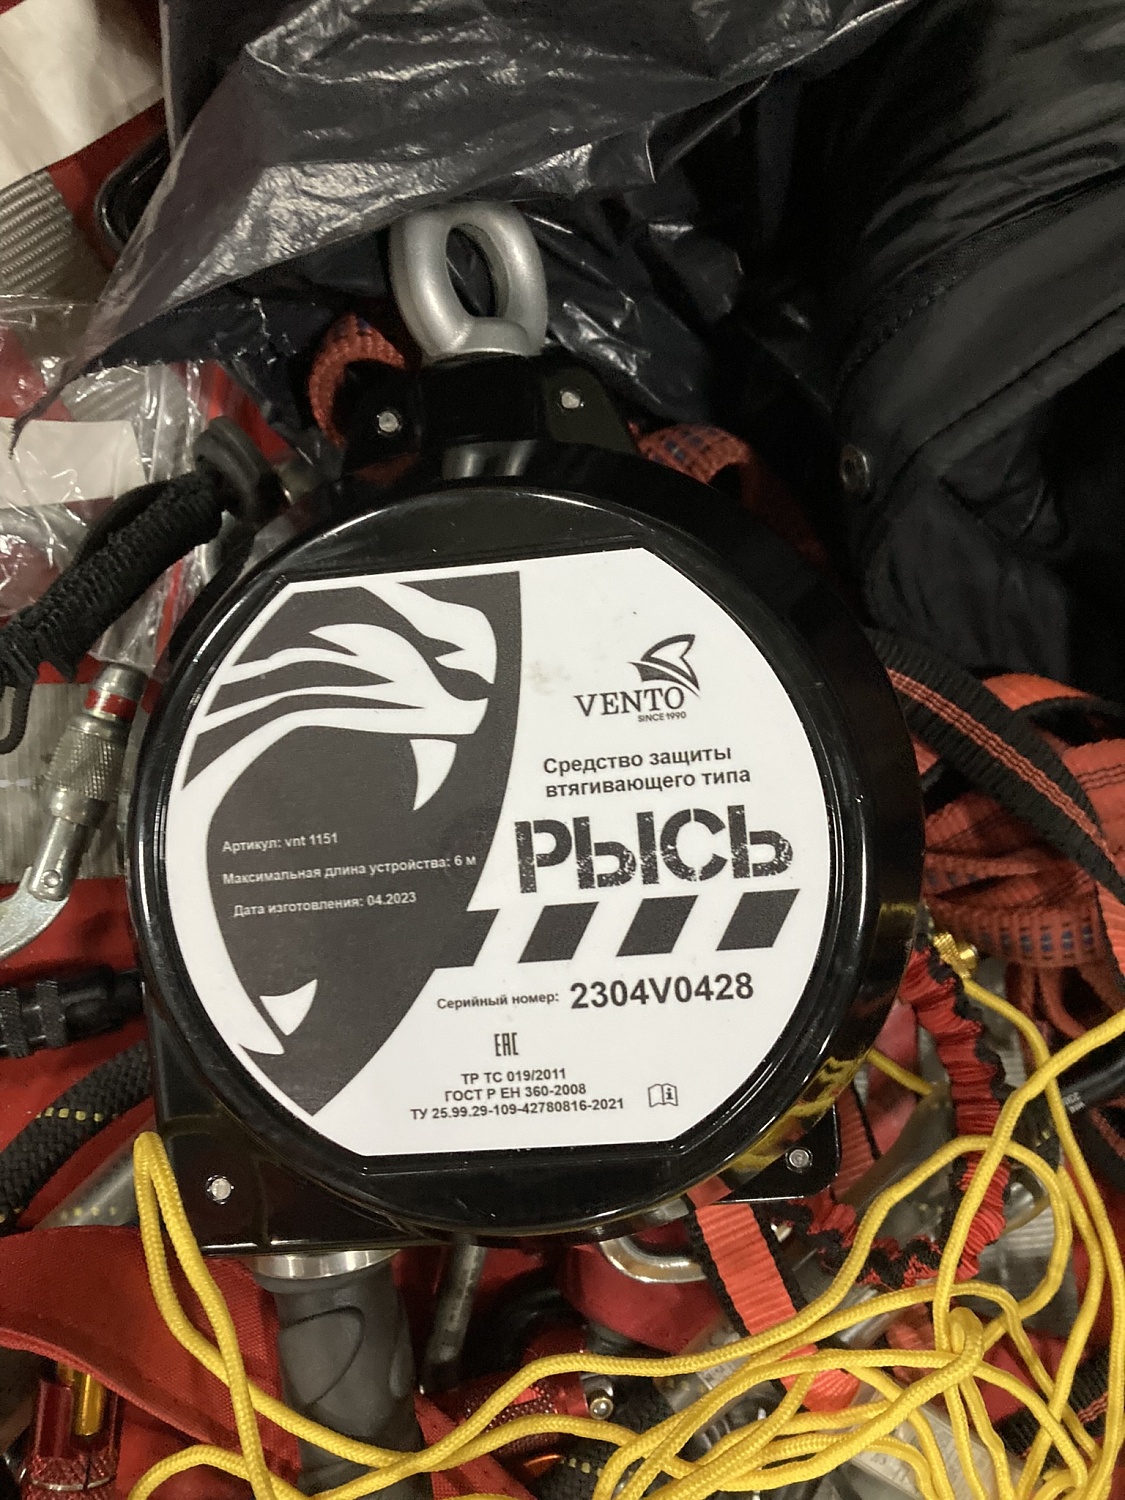 VENTO
SINCE 1990
Средство защиты
втягивающего типа
РЫСЬ
Артикул: vnt 1151
Максимальная длина устройства: 6 м
Дата изготовления: 04.2023
Серийный номер: 2304V0428
EAC
ТР ТС 019/2011
ГОСТ Р ЕН 360-2008
ТУ 25.99.29-109-42780816-2021